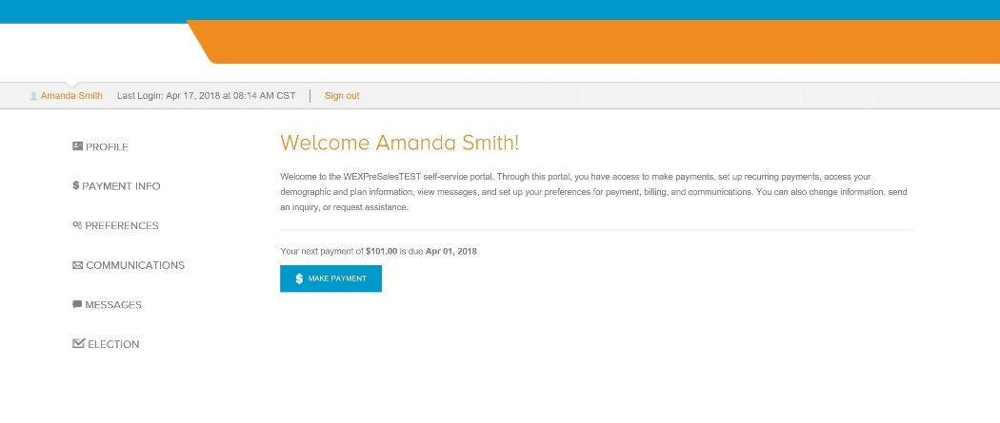 Amanda Smith Last Login: Apr 17, 2018 at 08:14 AM CST Sign out
PROFILE
PAYMENT INFO
PREFERENCES
COMMUNICATIONS
MESSAGES
ELECTION
Welcome Amanda Smith!
Welcome to the WEXPreSalesTEST self-service portal. Through this portal, you have access to make payments, set up recurring payments, access your
demographic and plan information, view messages, and set up your preferences for payment, billing, and communications. You can also change information, send
an inquiry, or request assistance.
Your next payment of $101.00 is due Apr 01, 2018
MAKE PAYMENT